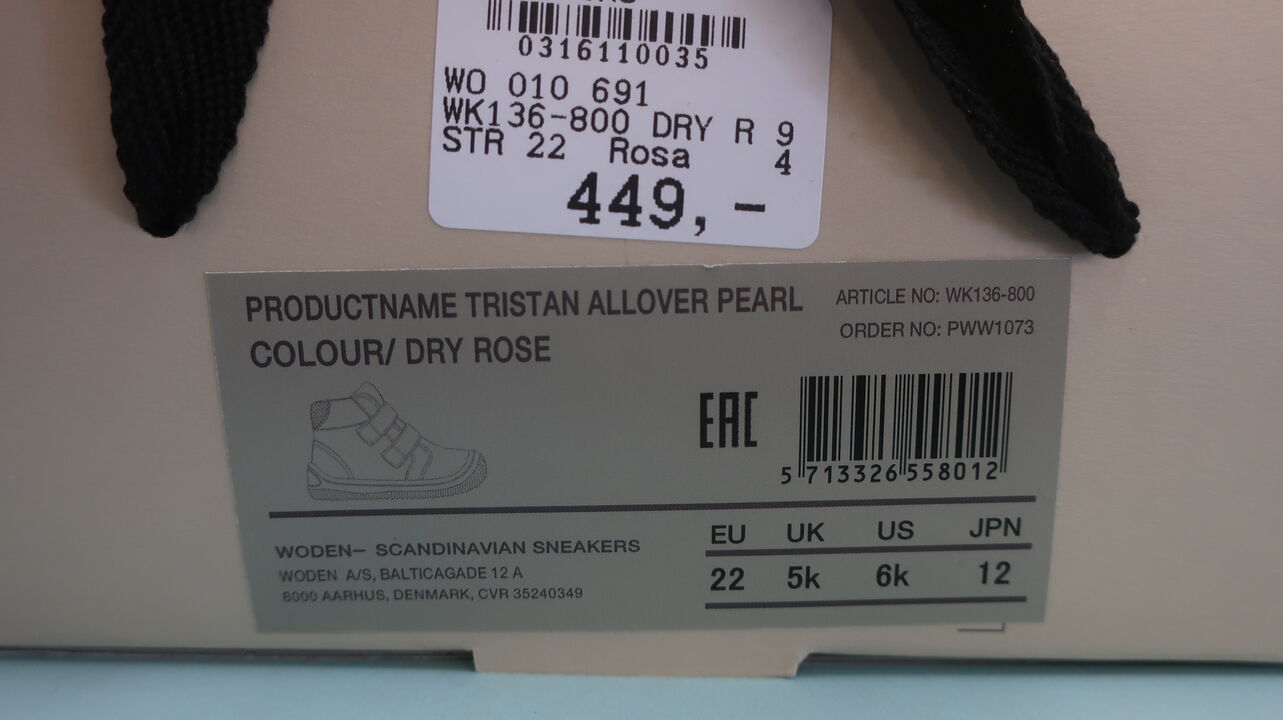 0316110035
WO 010 691
WK136-800 DRY R 9
STR 22 Rosa 4
449,-
PRODUCTNAME TRISTAN ALLOVER PEARL
COLOUR/ DRY ROSE
ARTICLE NO: WK136-800
ORDER NO: PWW1073
EAC
5 713326 558012
WODEN– SCANDINAVIAN SNEAKERS
WODEN A/S, BALTICAGADE 12 A
8000 AARHUS, DENMARK, CVR 35240349
EU UK US JPN
22 5k 6k 12